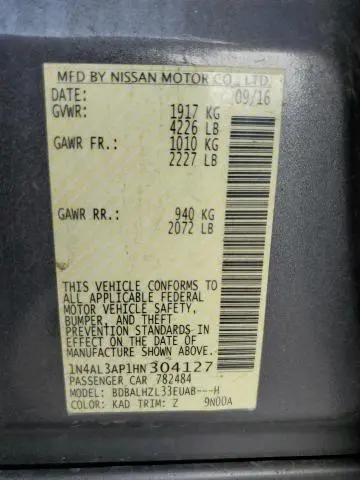 MFD BY NISSAN MOTOR CO., LTD.
DATE: 09/16
GVWR: 1917 KG
4226 LB
GAWR FR.: 1010 KG
2227 LB
GAWR RR.: 940 KG
2072 LB
THIS VEHICLE CONFORMS TO
ALL APPLICABLE FEDERAL
MOTOR VEHICLE SAFETY,
BUMPER, AND THEFT
PREVENTION STANDARDS
IN EFFECT ON THE DATE OF
MANUFACTURE SHOWN ABOVE.
1N4AL3AP1HN304127
PASSENGER CAR 782484
MODEL: BDBALHZL33EUAB---H
COLOR: KAD TRIM: Z 9N00A